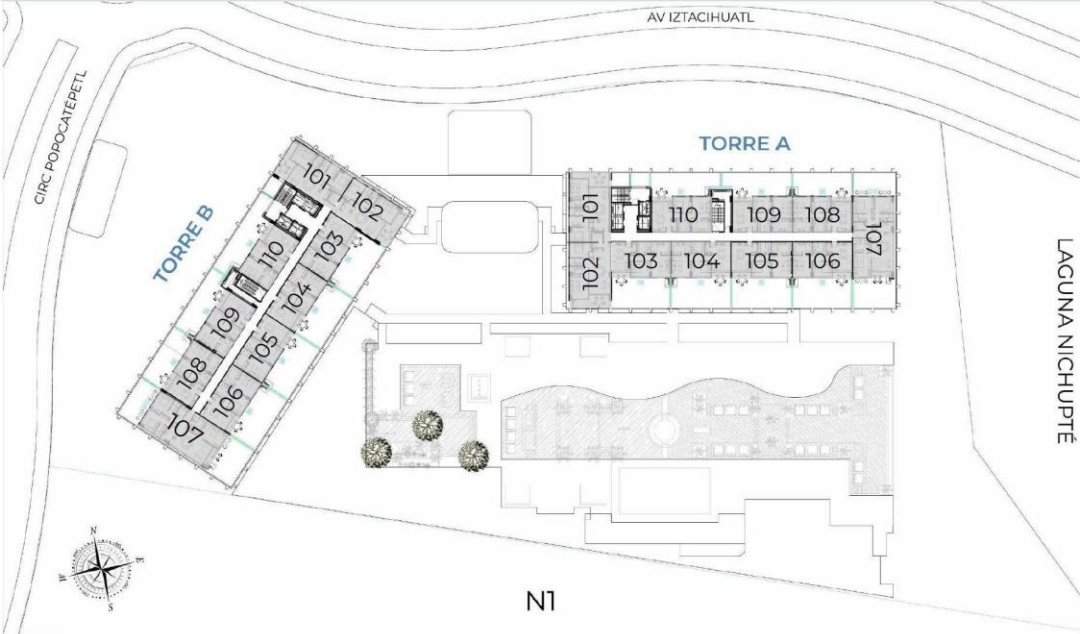 AV IZTACIHUATL
CIRC POPOCATÉPETL
TORRE A
101
110
109
108
107
102
103
104
105
106
TORRE B
101
102
103
110
104
109
105
108
106
107
LAGUNA NICHUPTÉ
N
E
W
S
N1